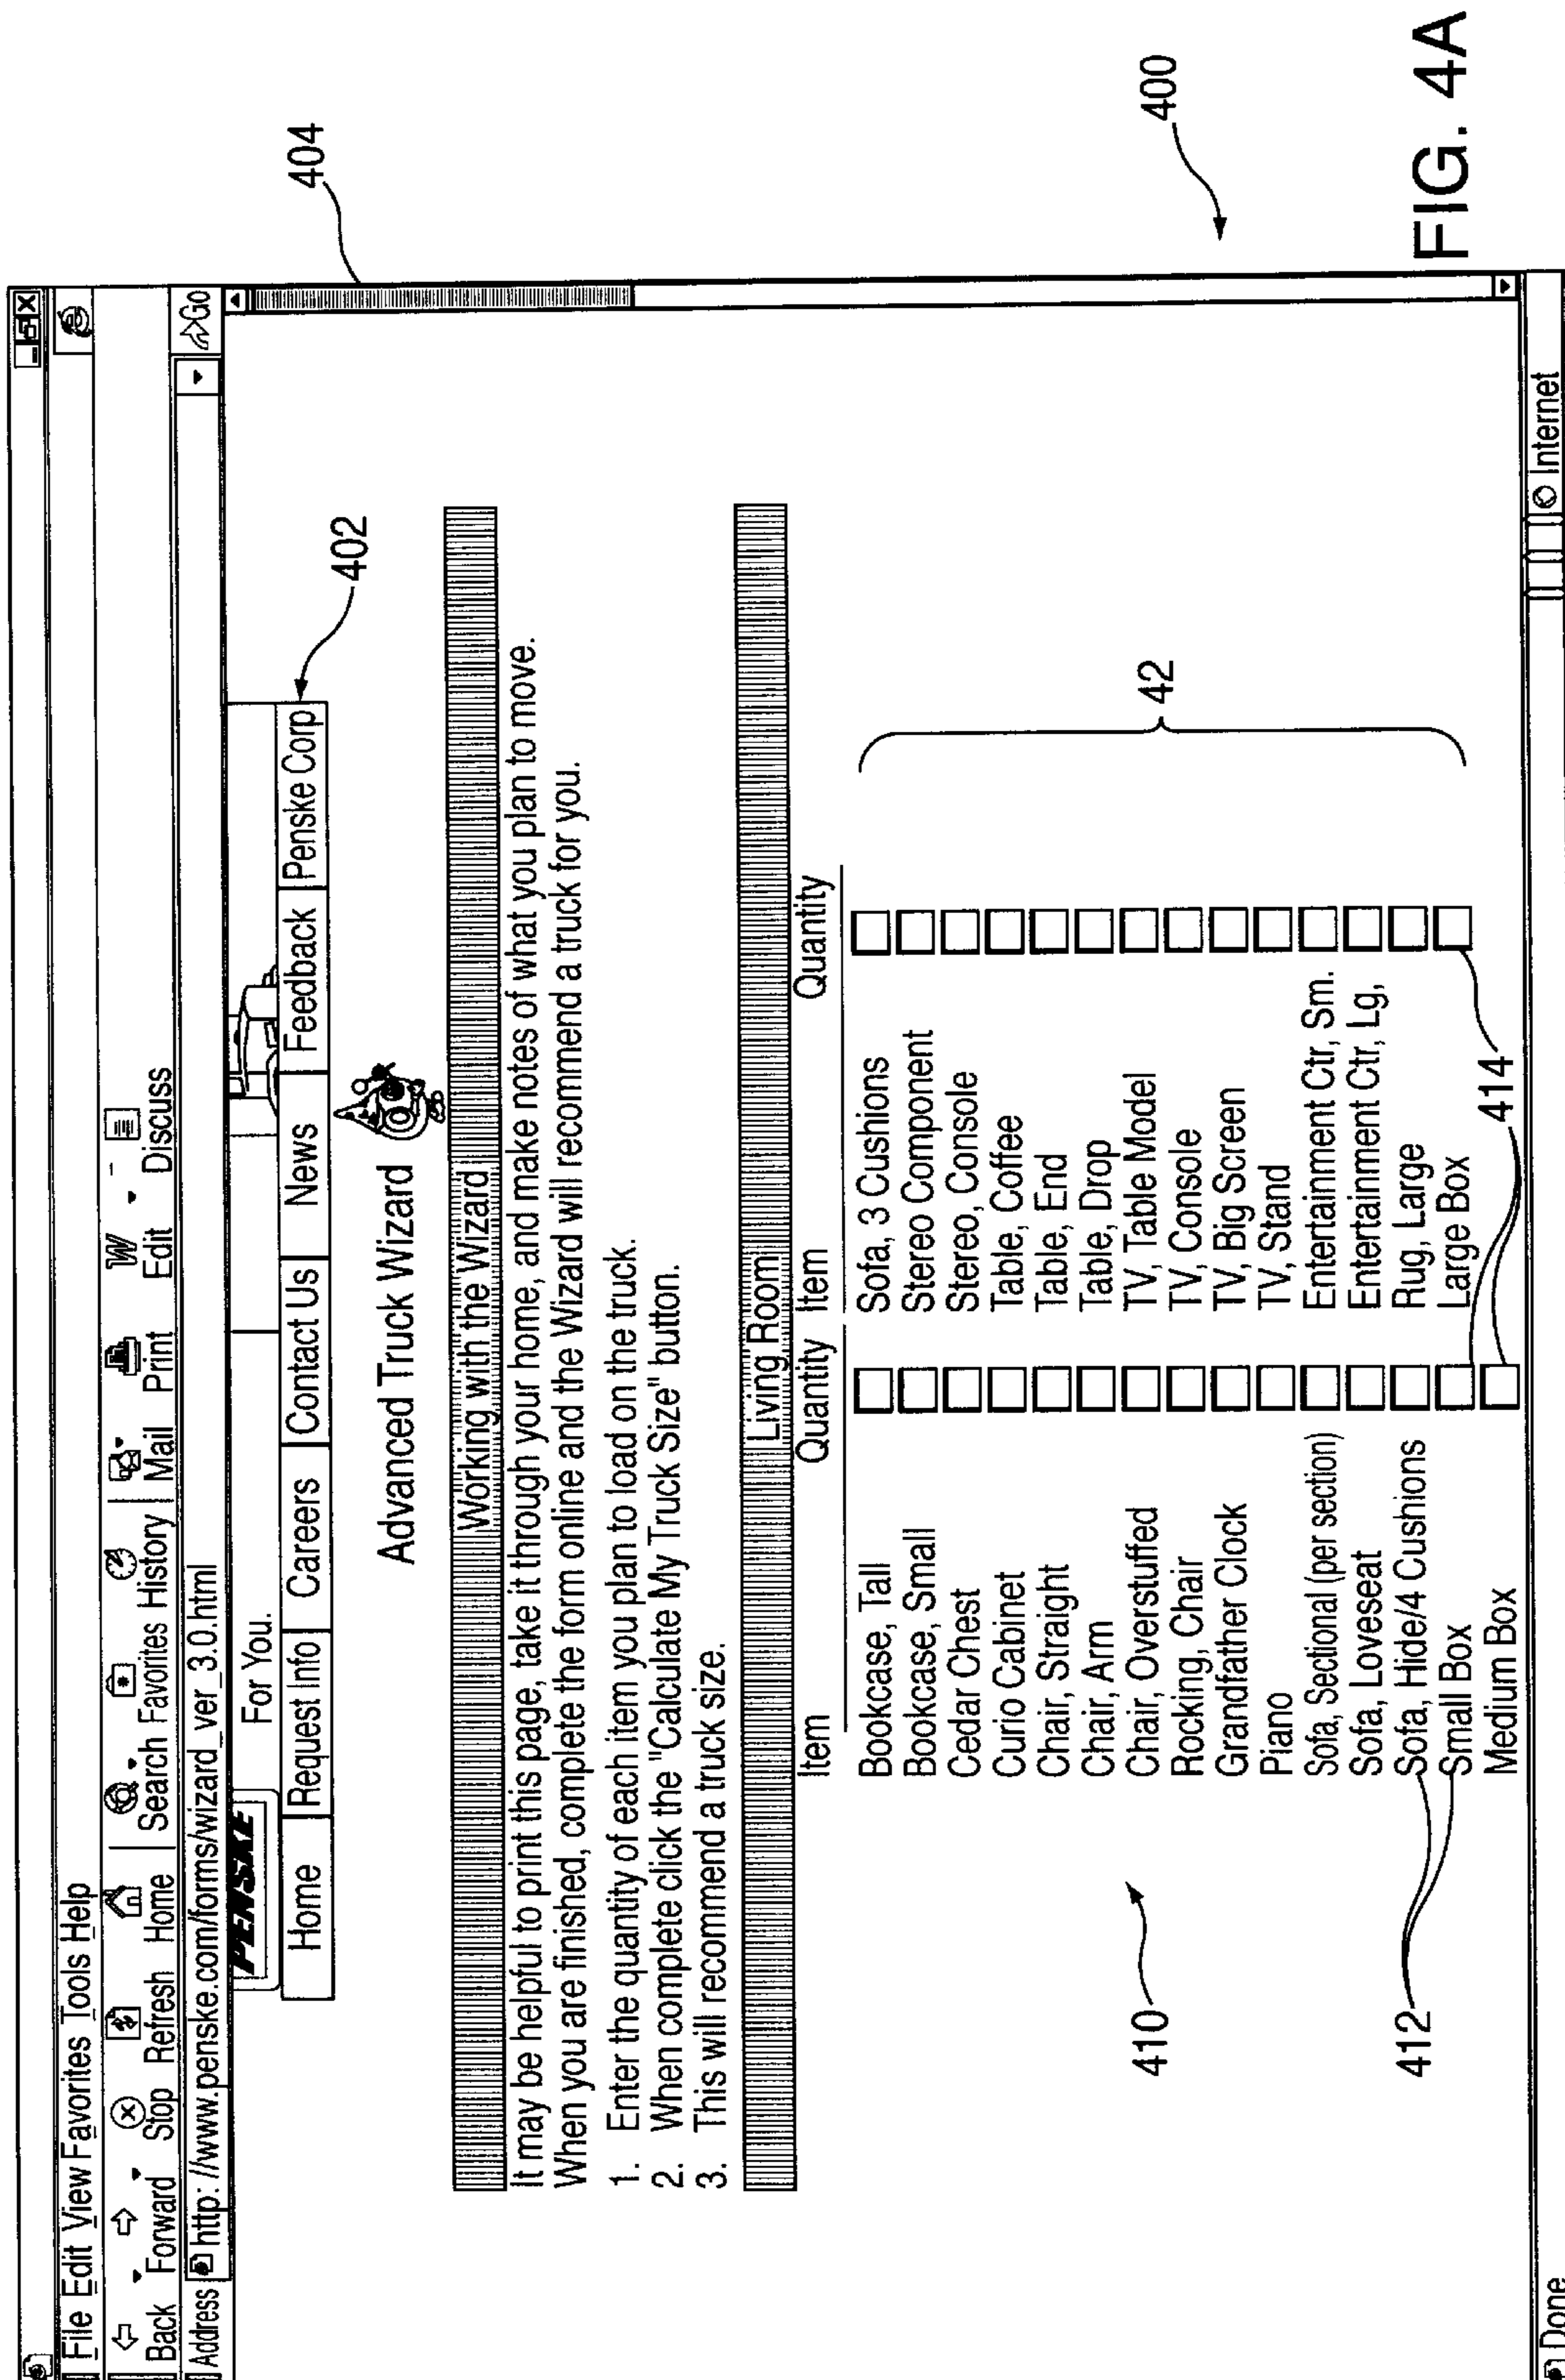 File Edit View Favorites Tools Help
Back Forward Stop Refresh Home Search Favorites History Mail Print Edit Discuss
Address http: //www.penske.com/forms/wizard_ver_3.0.html Go
PENSKE For You.
Home Request Info Careers Contact Us News Feedback Penske Corp
402
404
Advanced Truck Wizard
Working with the Wizard
It may be helpful to print this page, take it through your home, and make notes of what you plan to move.
When you are finished, complete the form online and the Wizard will recommend a truck for you.
1. Enter the quantity of each item you plan to load on the truck.
2. When complete click the "Calculate My Truck Size" button.
3. This will recommend a truck size.
Living Room
Item Quantity Item Quantity
Bookcase, Tall Sofa, 3 Cushions
Bookcase, Small Stereo Component
Cedar Chest Stereo, Console
Curio Cabinet Table, Coffee
Chair, Straight Table, End
Chair, Arm Table, Drop
Chair, Overstuffed TV, Table Model
410
42
Rocking, Chair TV, Console
Grandfather Clock TV, Big Screen
Piano TV, Stand
Sofa, Sectional (per section) Entertainment Ctr, Sm.
Sofa, Loveseat Entertainment Ctr, Lg,
Sofa, Hide/4 Cushions Rug, Large
Small Box Large Box
Medium Box
412
414
Done Internet
400
FIG. 4A